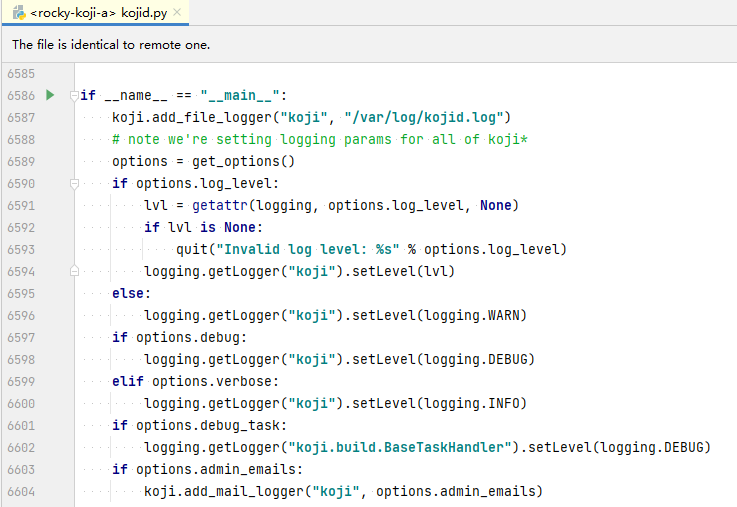 <rocky-koji-a> kojid.py
The file is identical to remote one.
6585
6586 if __name__ == "__main__":
6587     koji.add_file_logger("koji", "/var/log/kojid.log")
6588     # note we're setting logging params for all of koji*
6589     options = get_options()
6590     if options.log_level:
6591         lvl = getattr(logging, options.log_level, None)
6592         if lvl is None:
6593             quit("Invalid log level: %s" % options.log_level)
6594         logging.getLogger("koji").setLevel(lvl)
6595     else:
6596         logging.getLogger("koji").setLevel(logging.WARN)
6597     if options.debug:
6598         logging.getLogger("koji").setLevel(logging.DEBUG)
6599     elif options.verbose:
6600         logging.getLogger("koji").setLevel(logging.INFO)
6601     if options.debug_task:
6602         logging.getLogger("koji.build.BaseTaskHandler").setLevel(logging.DEBUG)
6603     if options.admin_emails:
6604         koji.add_mail_logger("koji", options.admin_emails)